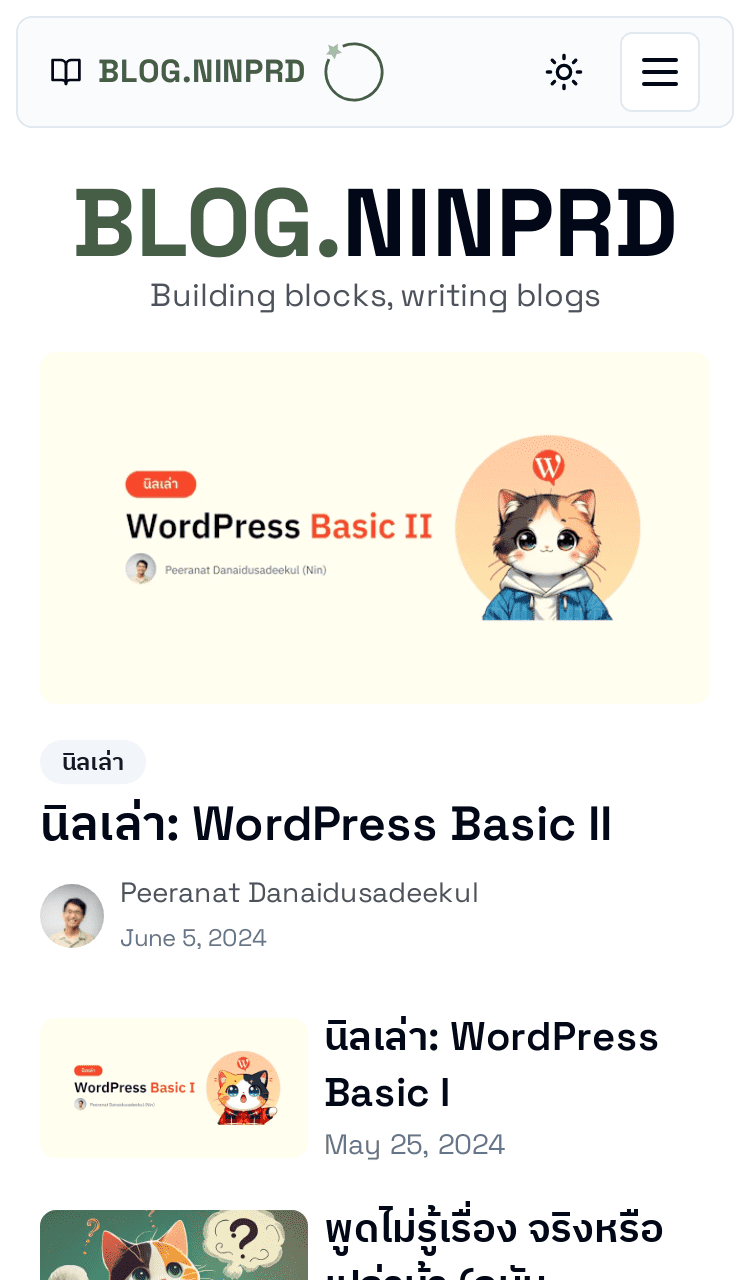 BLOG.NINPRD
BLOG.NINPRD
Building blocks, writing blogs
นิลเล่า
WordPress Basic II
Peeranat Danaidusadeekul (Nin)
นิลเล่า
นิลเล่า: WordPress Basic II
Peeranat Danaidusadeekul
June 5, 2024
นิลเล่า
WordPress Basic I
Peeranat Danaidusadeekul (Nin)
นิลเล่า: WordPress
Basic I
May 25, 2024
พูดไม่รู้เรื่อง จริงหรือ